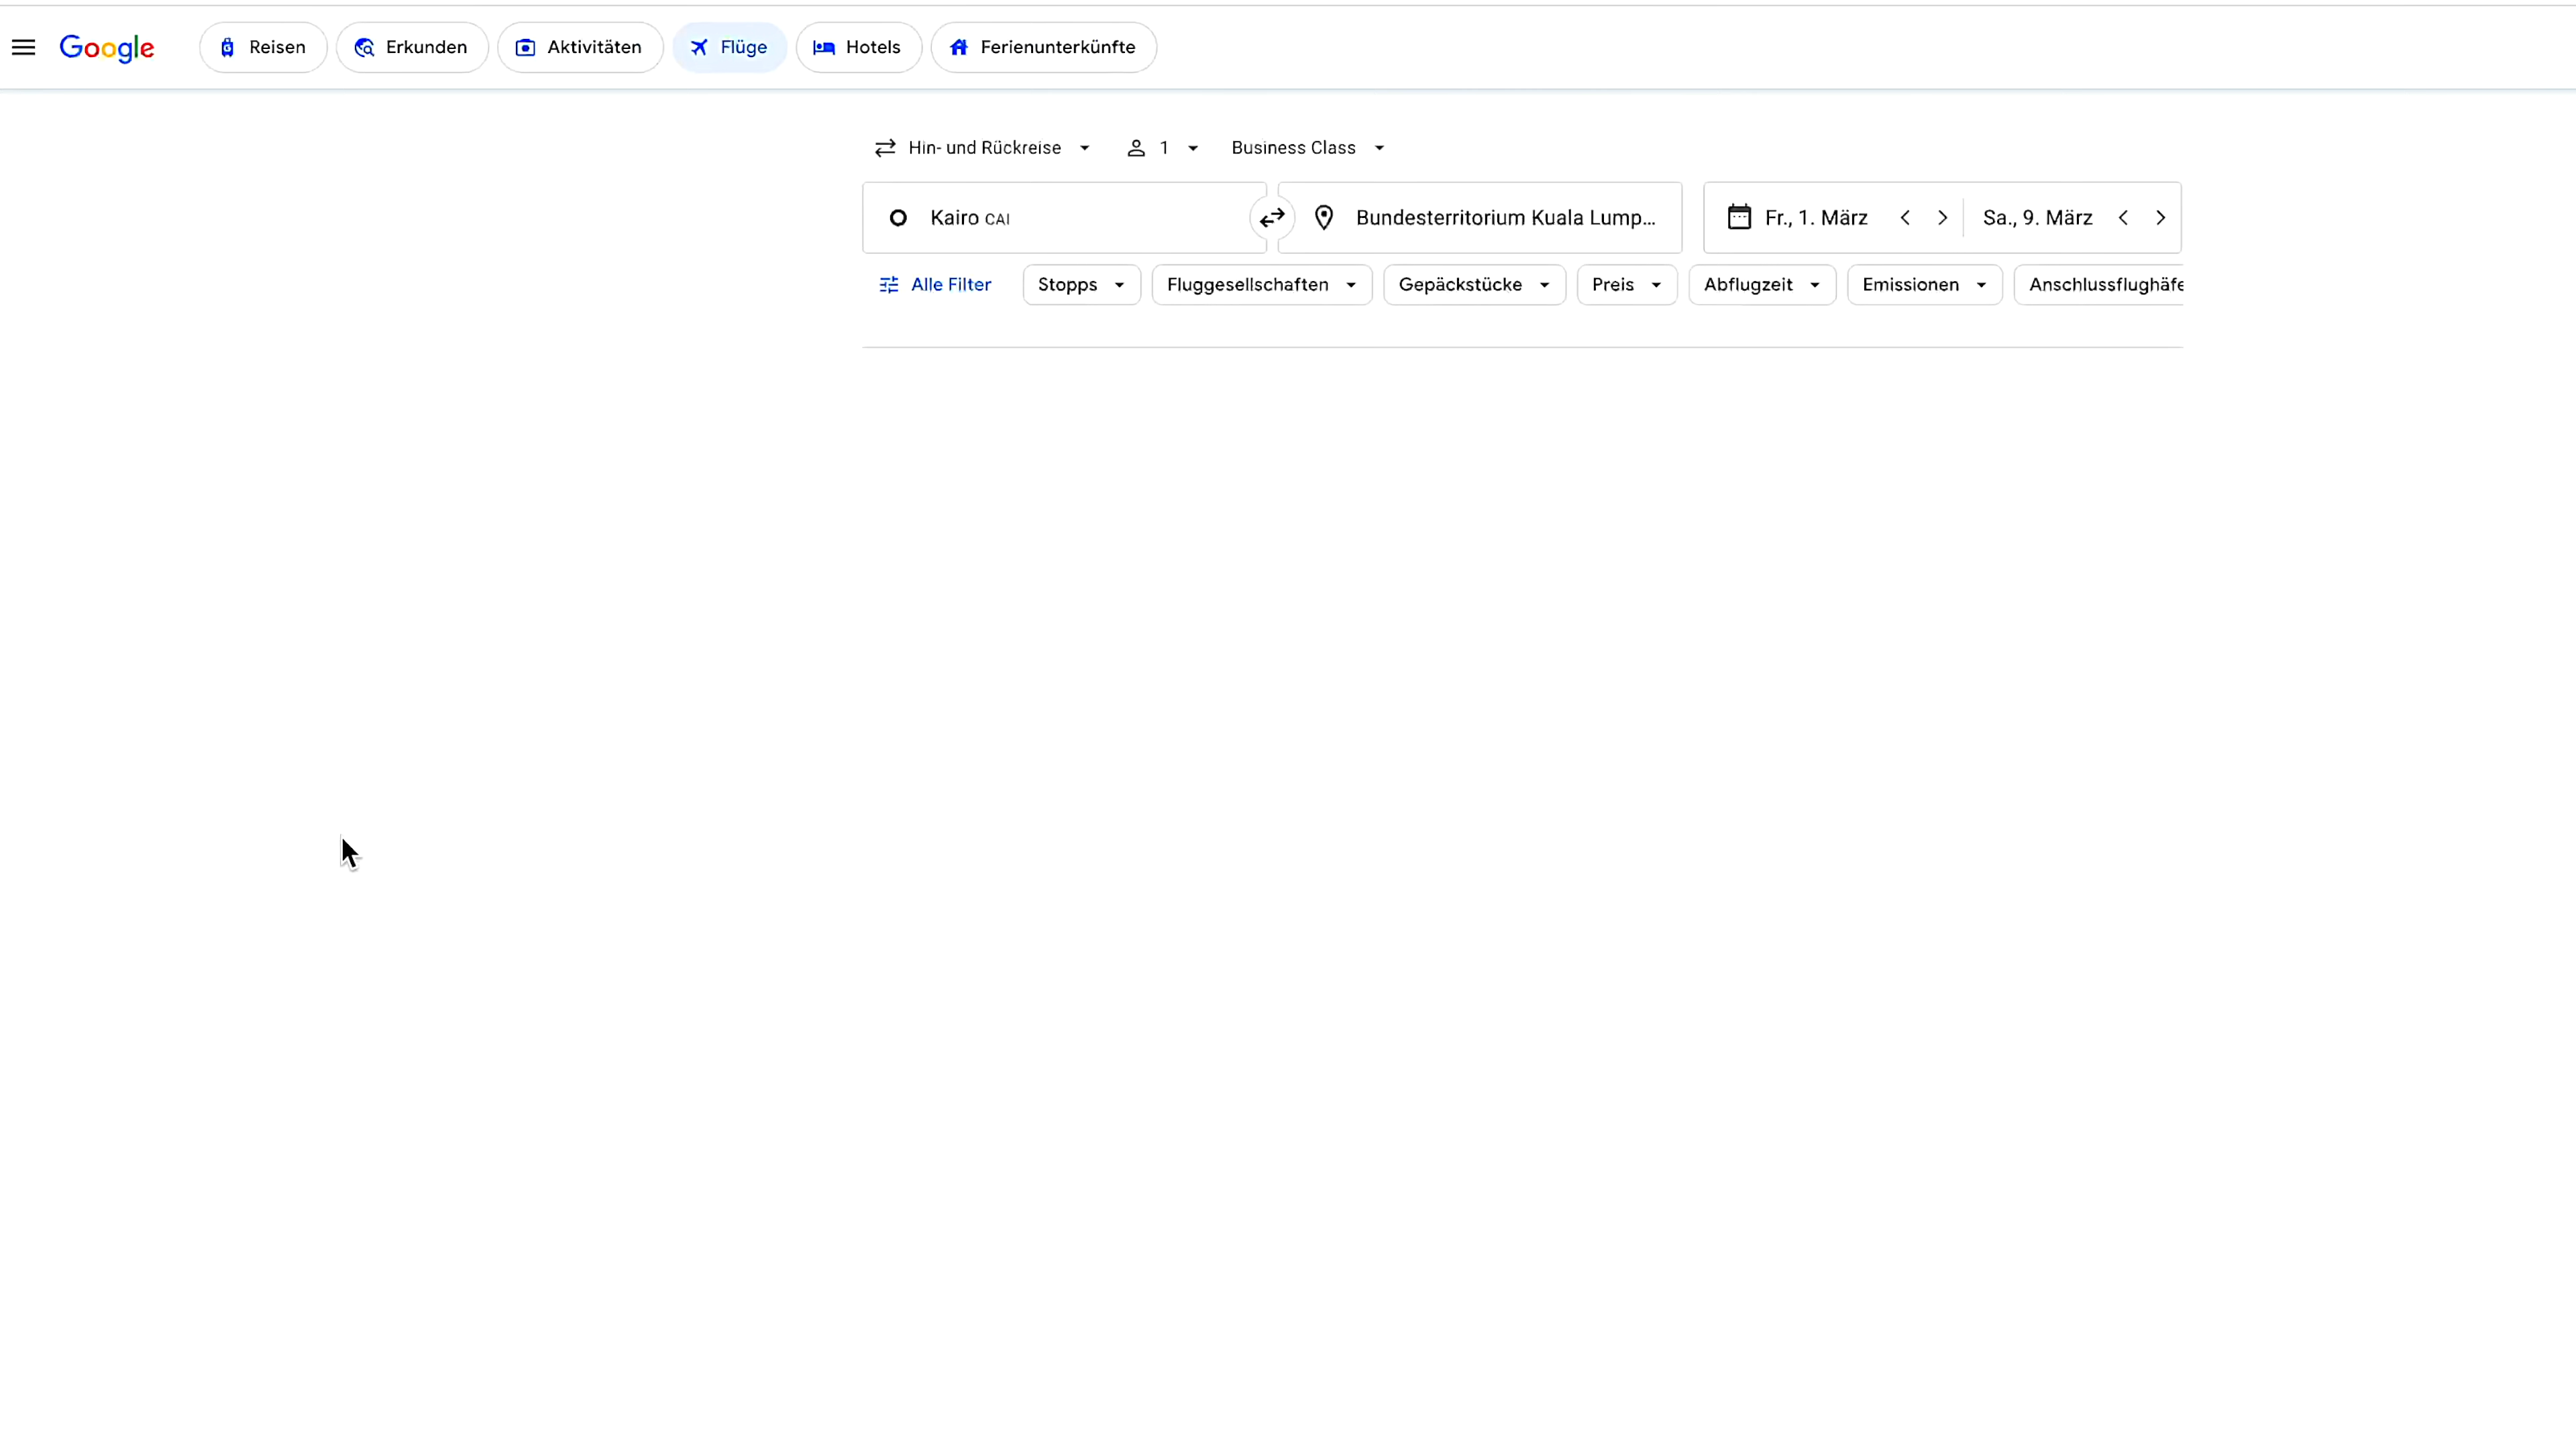 Google Reisen Erkunden Aktivitäten Flüge Hotels Ferienunterkünfte
Hin- und Rückreise 1 Business Class
Kairo CAI Bundesterritorium Kuala Lump... Fr., 1. März Sa., 9. März
Alle Filter Stopps Fluggesellschaften Gepäckstücke Preis Abflugzeit Emissionen Anschlussflughäfe